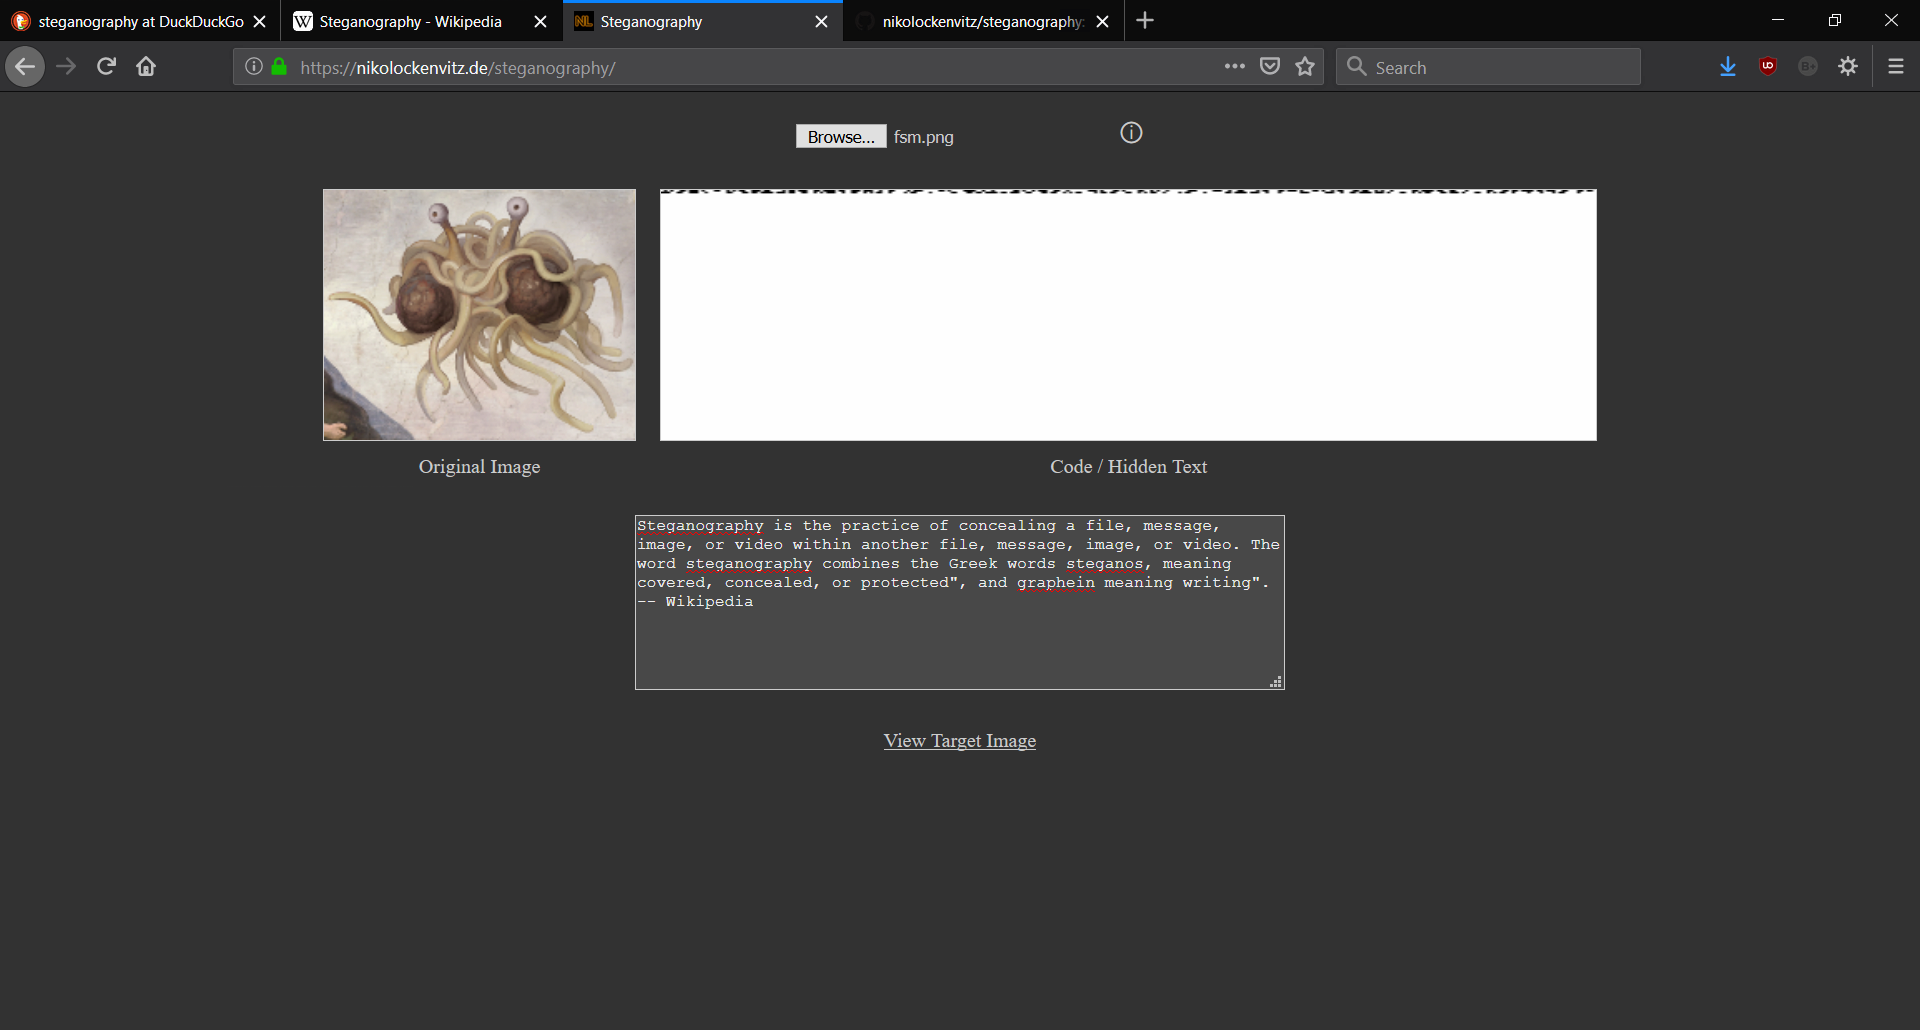 steganography at DuckDuckGo
Steganography - Wikipedia
Steganography
nikolockenvitz/steganography:
https://nikolockenvitz.de/steganography/
Search
Browse... fsm.png
Original Image
Code / Hidden Text
Steganography is the practice of concealing a file, message,
image, or video within another file, message, image, or video. The
word steganography combines the Greek words steganos, meaning
covered, concealed, or protected", and graphein meaning writing".
-- Wikipedia
View Target Image